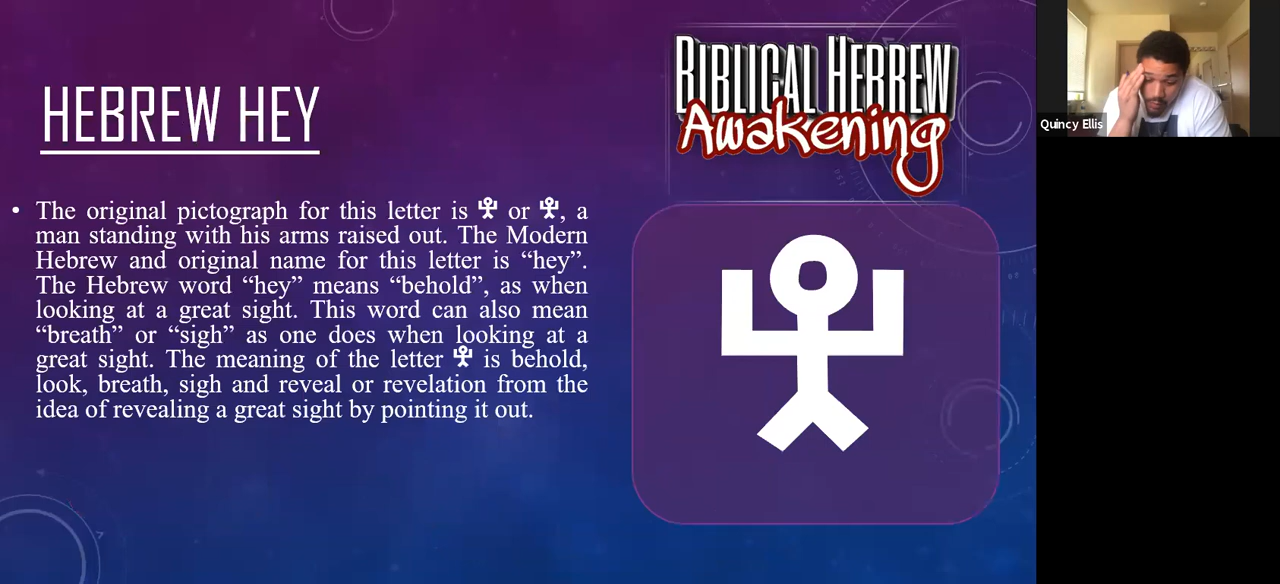 HEBREW HEY
• The original pictograph for this letter is 𐤄 or 𐤄, a
man standing with his arms raised out. The Modern
Hebrew and original name for this letter is “hey”.
The Hebrew word “hey” means “behold”, as when
looking at a great sight. This word can also mean
“breath” or “sigh” as one does when looking at a
great sight. The meaning of the letter 𐤄 is behold,
look, breath, sigh and reveal or revelation from the
idea of revealing a great sight by pointing it out.
BIBLICAL HEBREW
Awakening
Quincy Ellis